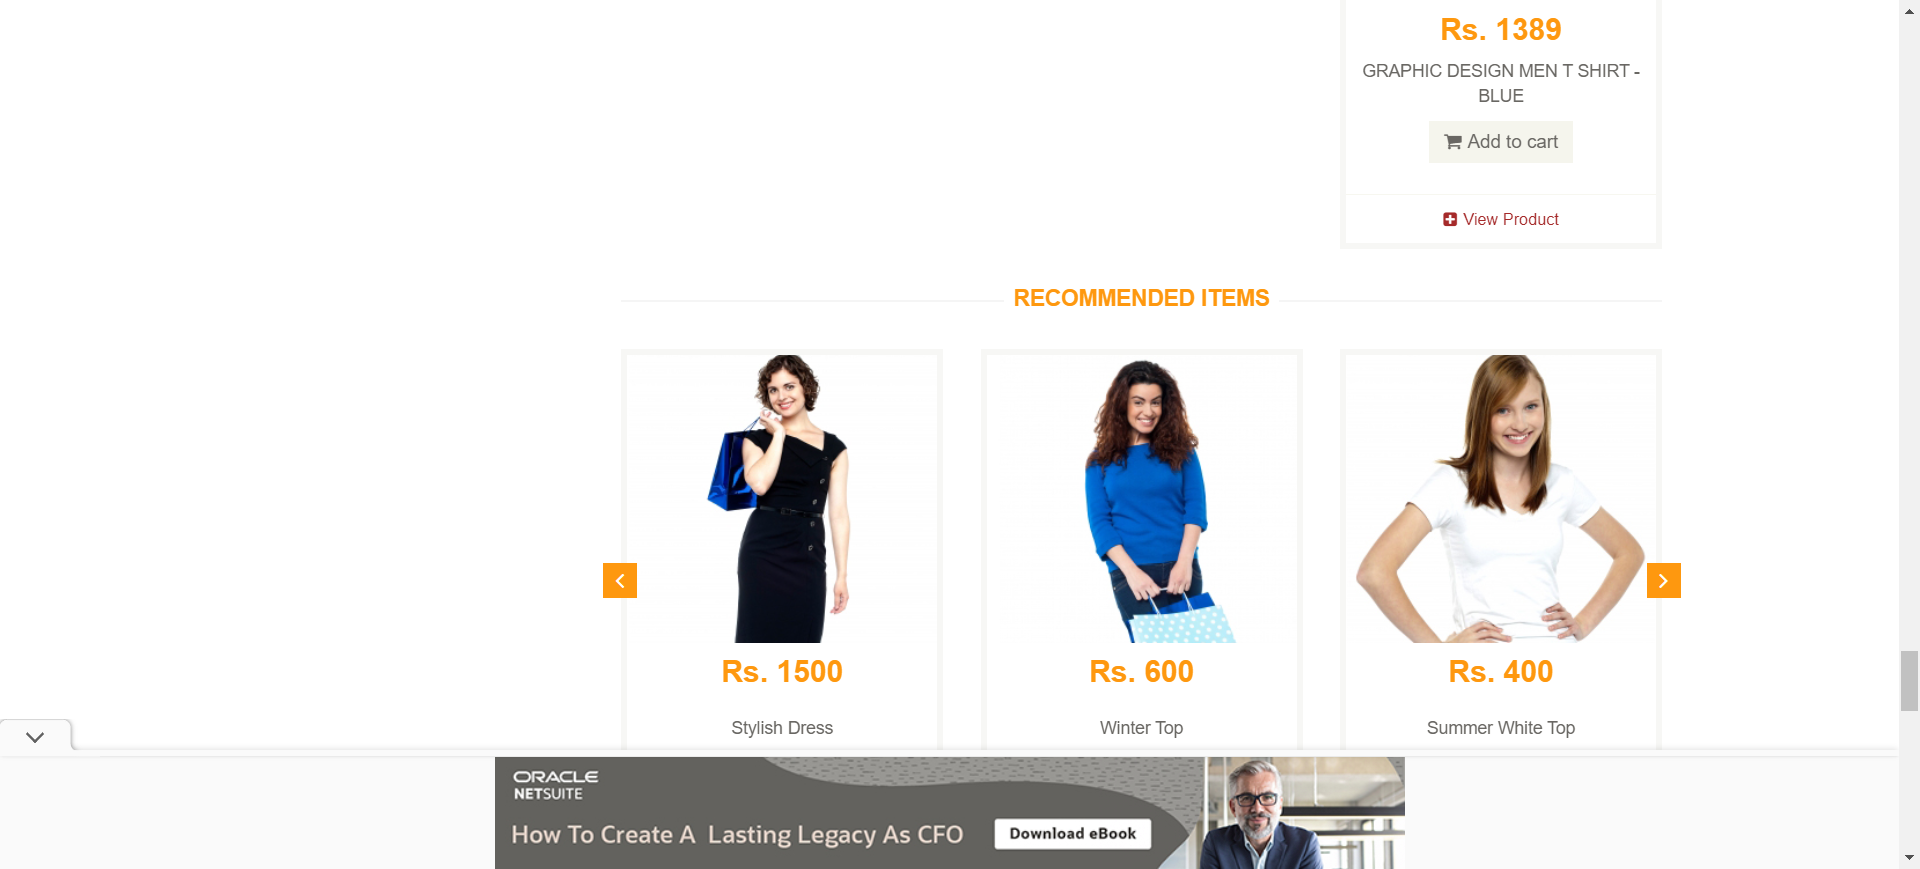 Rs. 1389
GRAPHIC DESIGN MEN T SHIRT -
BLUE
Add to cart
View Product
RECOMMENDED ITEMS
Rs. 1500
Rs. 600
Rs. 400
Stylish Dress
Winter Top
Summer White Top
ORACLE
NETSUITE
How To Create A Lasting Legacy As CFO
Download eBook